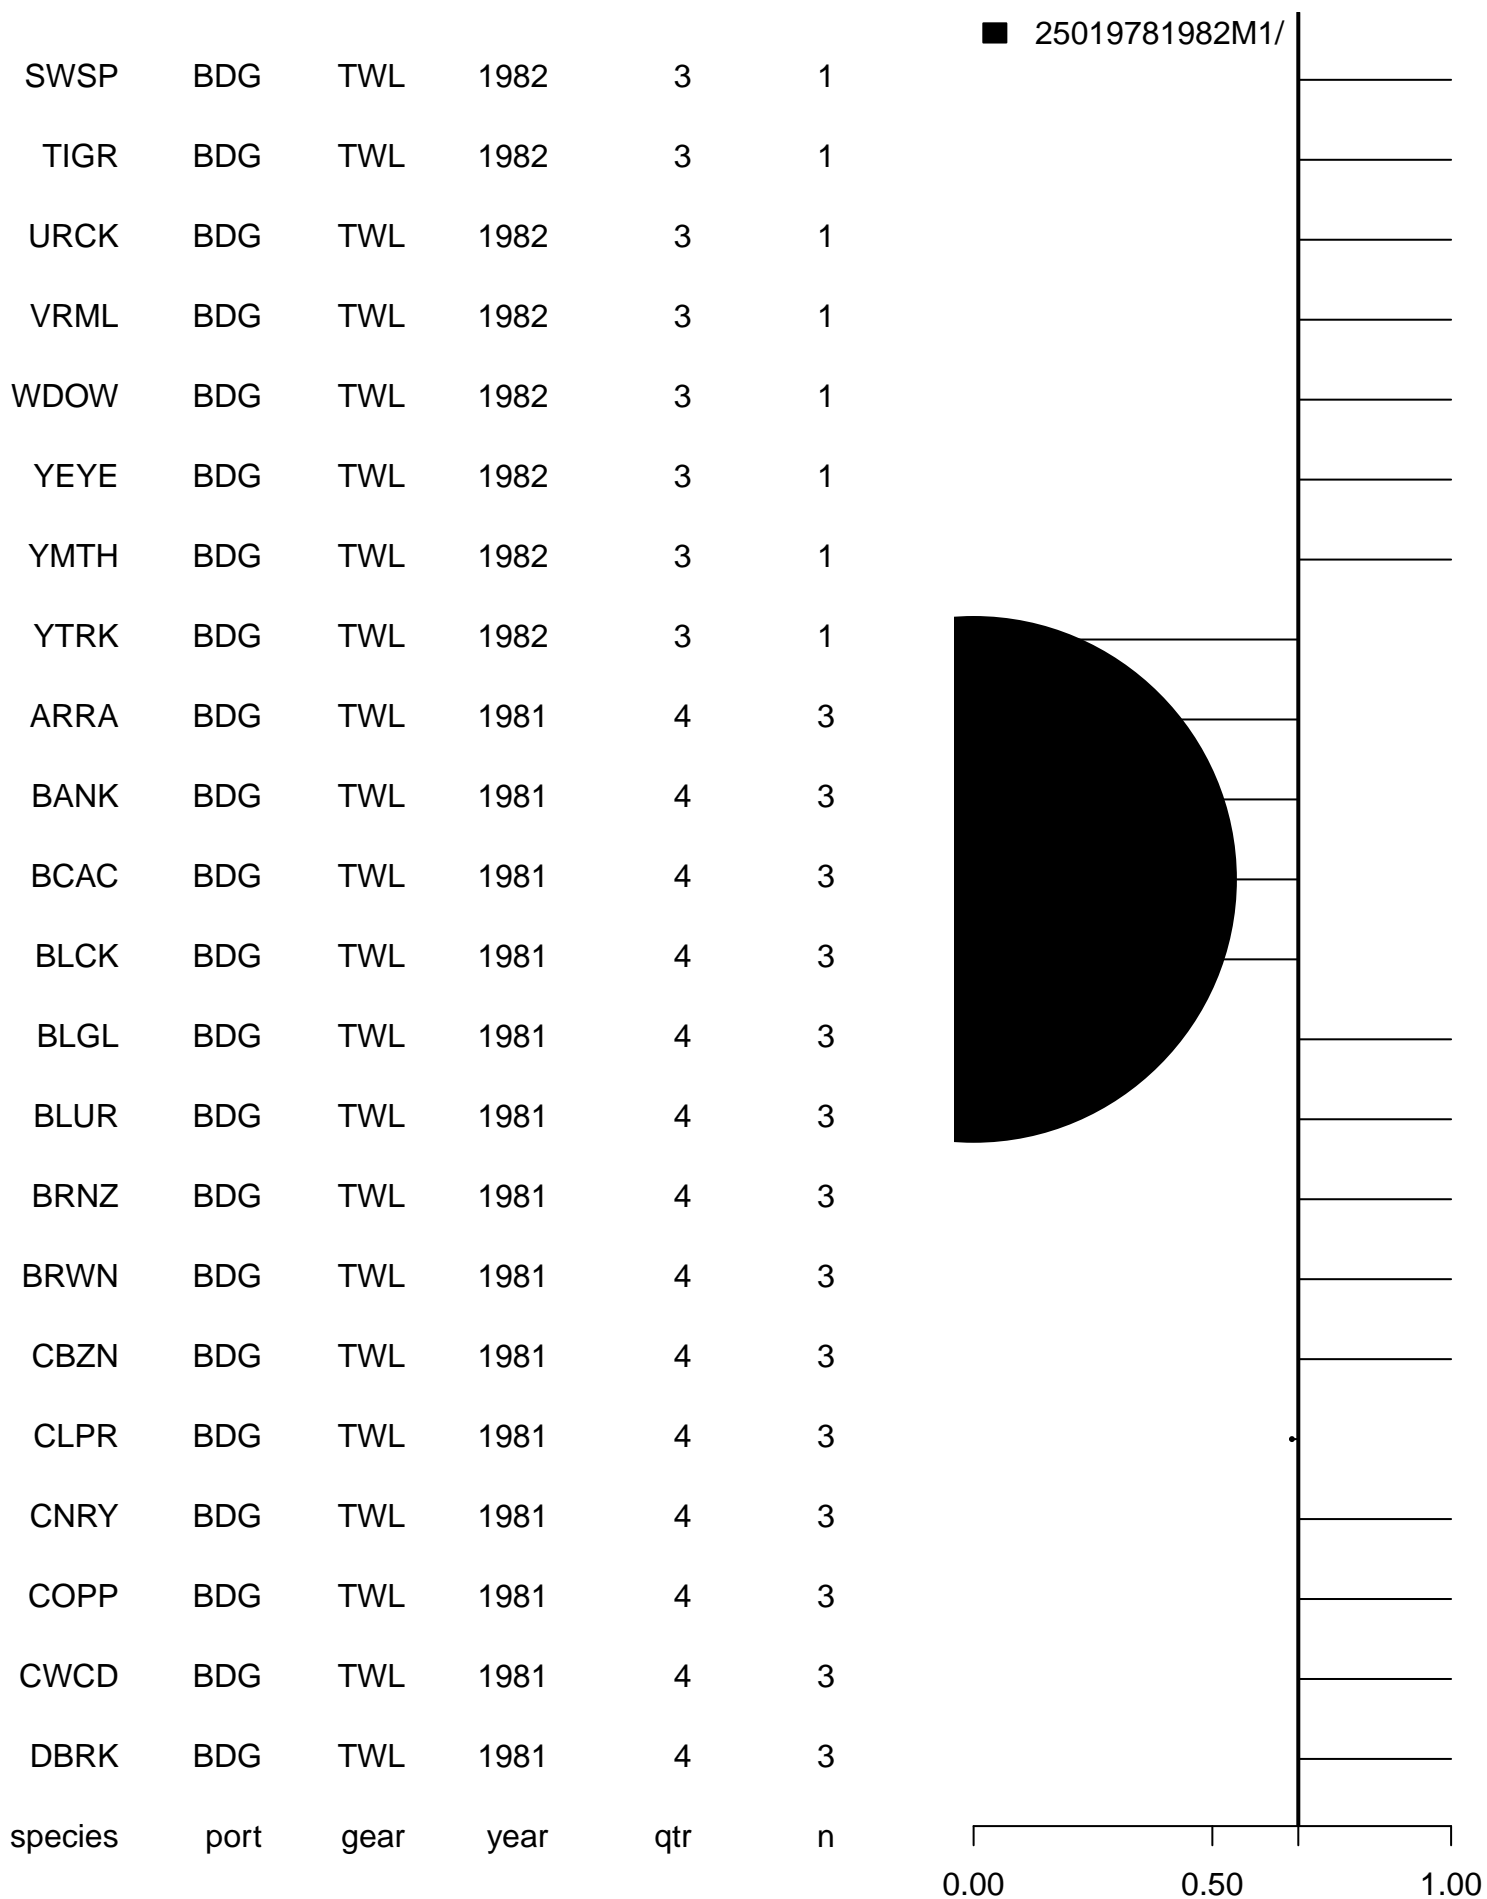 25019781982M1/
SWSP BDG TWL 1982 3 1
TIGR BDG TWL 1982 3 1
URCK BDG TWL 1982 3 1
VRML BDG TWL 1982 3 1
WDOW BDG TWL 1982 3 1
YEYE BDG TWL 1982 3 1
YMTH BDG TWL 1982 3 1
YTRK BDG TWL 1982 3 1
ARRA BDG TWL 1981 4 3
BANK BDG TWL 1981 4 3
BCAC BDG TWL 1981 4 3
BLCK BDG TWL 1981 4 3
BLGL BDG TWL 1981 4 3
BLUR BDG TWL 1981 4 3
BRNZ BDG TWL 1981 4 3
BRWN BDG TWL 1981 4 3
CBZN BDG TWL 1981 4 3
CLPR BDG TWL 1981 4 3
CNRY BDG TWL 1981 4 3
COPP BDG TWL 1981 4 3
CWCD BDG TWL 1981 4 3
DBRK BDG TWL 1981 4 3
species port gear year qtr n
0.00 0.50 1.00